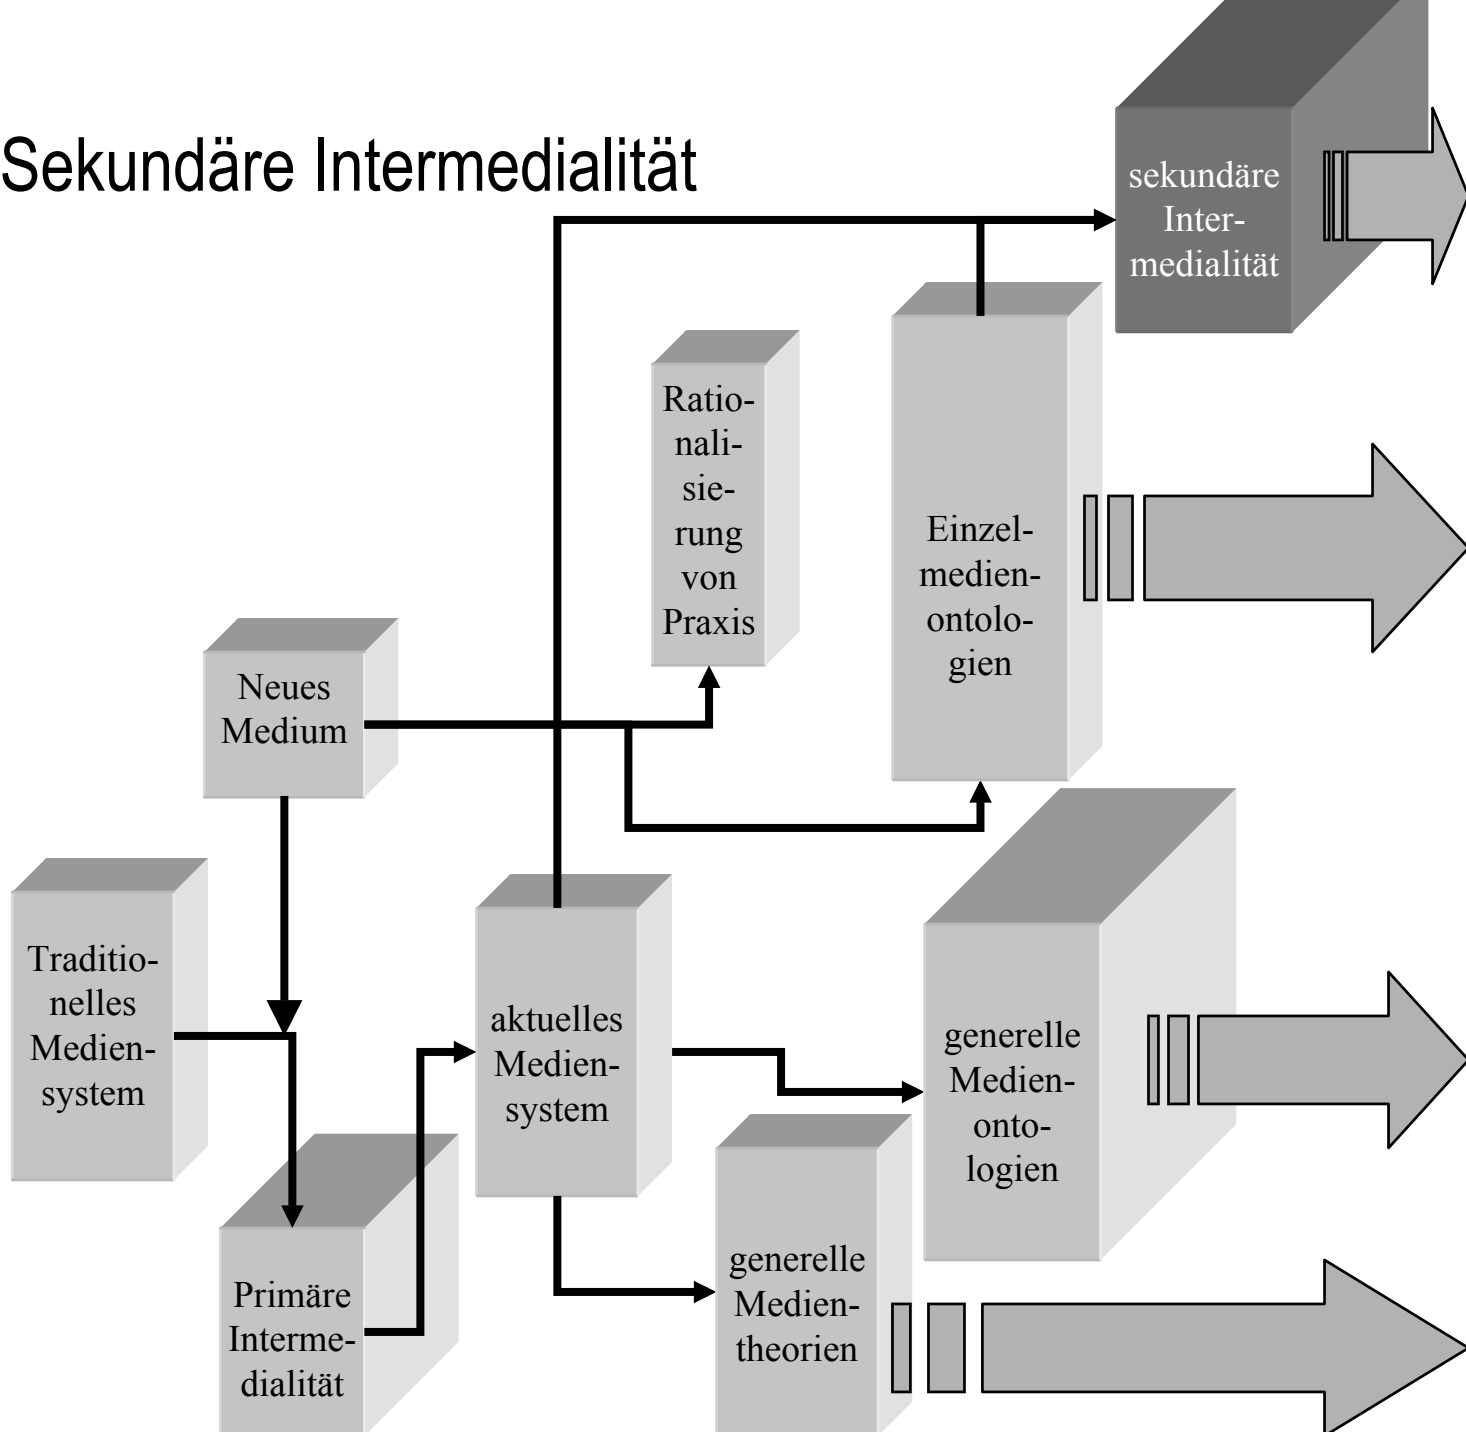 Sekundäre Intermedialität
sekundäre
Inter-
medialität
Ratio-
nali-
sie-
rung
von
Praxis
Einzel-
medien-
ontolo-
gien
Neues
Medium
Traditio-
nelles
Medien-
system
aktuelles
Medien-
system
generelle
Medien-
onto-
logien
Primäre
Interme-
dialität
generelle
Medien-
theorien